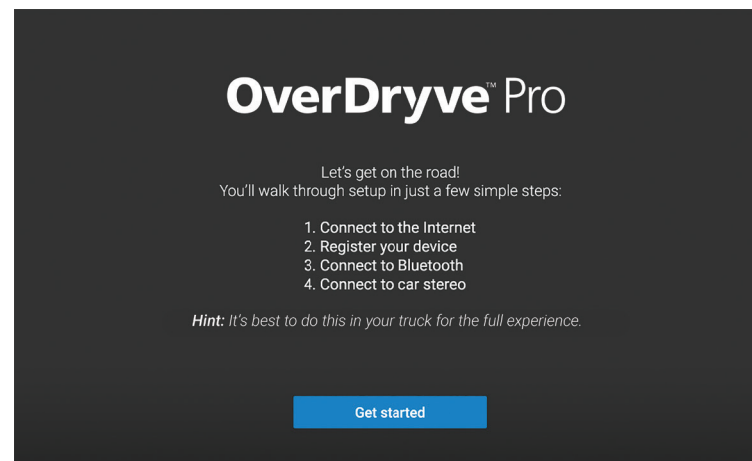 OverDryve™ Pro
Let's get on the road!
You'll walk through setup in just a few simple steps:
1. Connect to the Internet
2. Register your device
3. Connect to Bluetooth
4. Connect to car stereo
Hint: It's best to do this in your truck for the full experience.
Get started